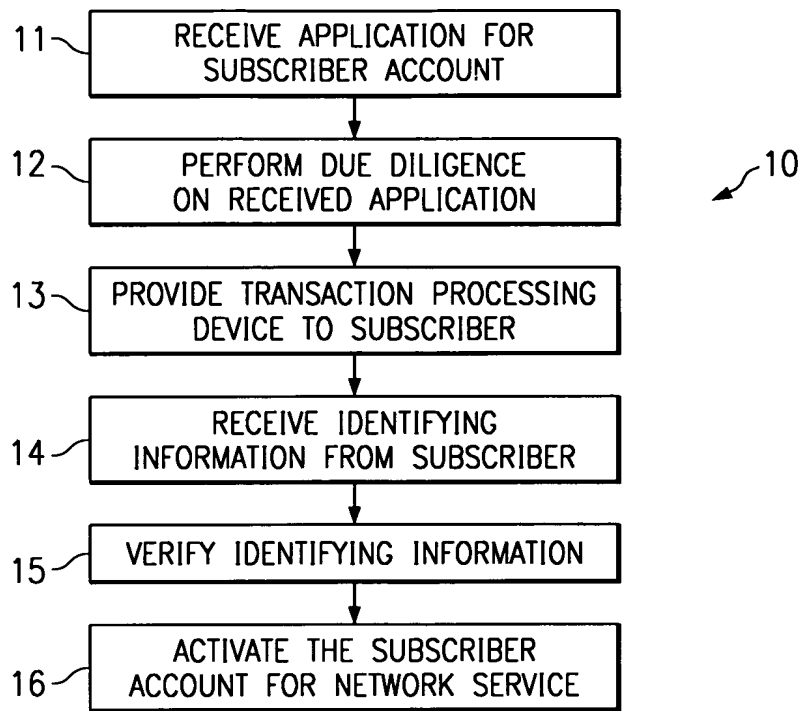 11
RECEIVE APPLICATION FOR
SUBSCRIBER ACCOUNT
12
PERFORM DUE DILIGENCE
ON RECEIVED APPLICATION
10
13
PROVIDE TRANSACTION PROCESSING
DEVICE TO SUBSCRIBER
14
RECEIVE IDENTIFYING
INFORMATION FROM SUBSCRIBER
15
VERIFY IDENTIFYING INFORMATION
16
ACTIVATE THE SUBSCRIBER
ACCOUNT FOR NETWORK SERVICE